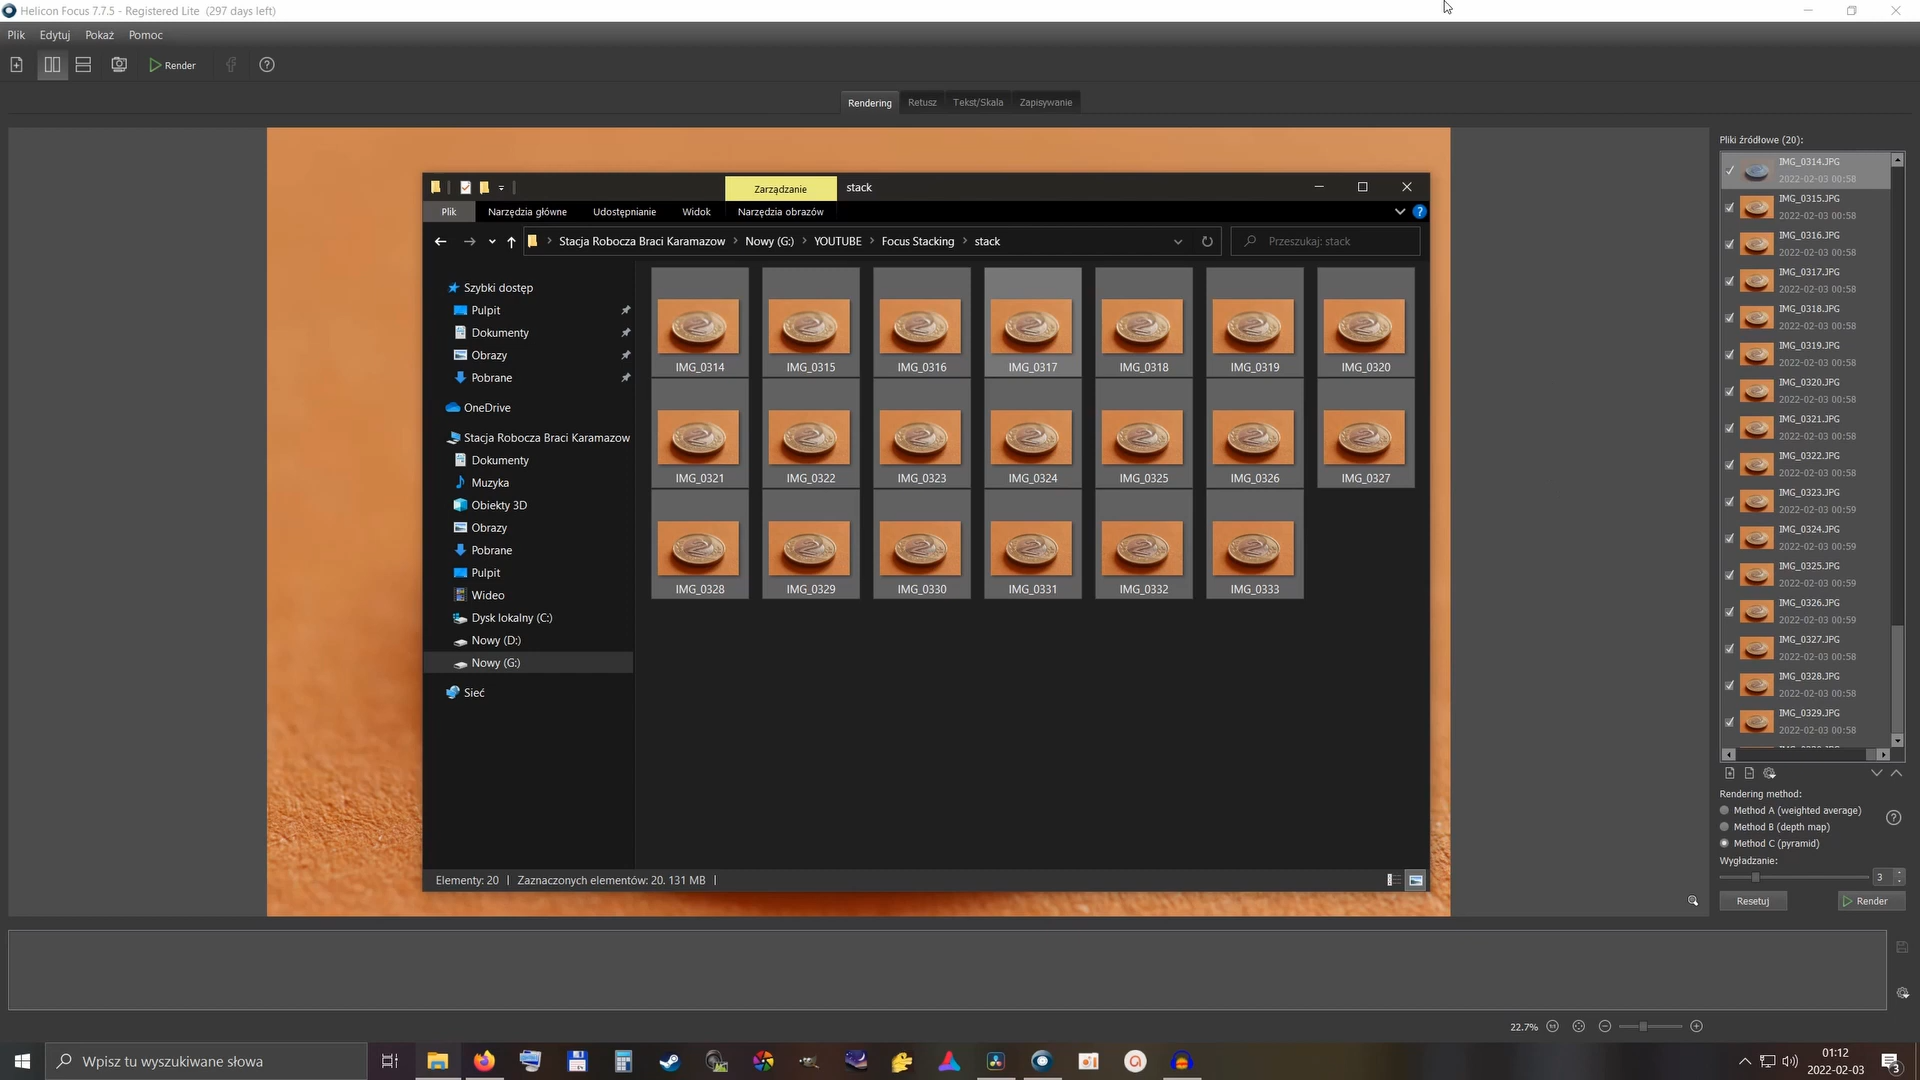 Helicon Focus 7.7.5 - Registered Lite  (297 days left)
Plik Edytuj Pokaż Pomoc
Render
Rendering Retusz Tekst/Skala Zapisywanie
Zarządzanie stack
Plik Narzędzia główne Udostępnianie Widok Narzędzia obrazów
Stacja Robocza Braci Karamazow > Nowy (G:) > YOUTUBE > Focus Stacking > stack
Przeszukaj: stack
Szybki dostęp
Pulpit
Dokumenty
Obrazy
Pobrane
OneDrive
Stacja Robocza Braci Karamazow
Dokumenty
Muzyka
Obiekty 3D
Obrazy
Pobrane
Pulpit
Wideo
Dysk lokalny (C:)
Nowy (D:)
Nowy (G:)
Sieć
IMG_0314 IMG_0315 IMG_0316 IMG_0317 IMG_0318 IMG_0319 IMG_0320
IMG_0321 IMG_0322 IMG_0323 IMG_0324 IMG_0325 IMG_0326 IMG_0327
IMG_0328 IMG_0329 IMG_0330 IMG_0331 IMG_0332 IMG_0333
Elementy: 20 | Zaznaczonych elementów: 20. 131 MB |
Pliki źródłowe (20):
IMG_0314.JPG
2022-02-03 00:58
IMG_0315.JPG
2022-02-03 00:58
IMG_0316.JPG
2022-02-03 00:58
IMG_0317.JPG
2022-02-03 00:58
IMG_0318.JPG
2022-02-03 00:58
IMG_0319.JPG
2022-02-03 00:58
IMG_0320.JPG
2022-02-03 00:58
IMG_0321.JPG
2022-02-03 00:58
IMG_0322.JPG
2022-02-03 00:58
IMG_0323.JPG
2022-02-03 00:59
IMG_0324.JPG
2022-02-03 00:59
IMG_0325.JPG
2022-02-03 00:59
IMG_0326.JPG
2022-02-03 00:59
IMG_0327.JPG
2022-02-03 00:58
IMG_0328.JPG
2022-02-03 00:58
IMG_0329.JPG
2022-02-03 00:58
Rendering method:
Method A (weighted average)
Method B (depth map)
Method C (pyramid)
Wygładzanie:
3
Resetuj Render
22.7%
Wpisz tu wyszukiwane słowa
01:12
2022-02-03
3